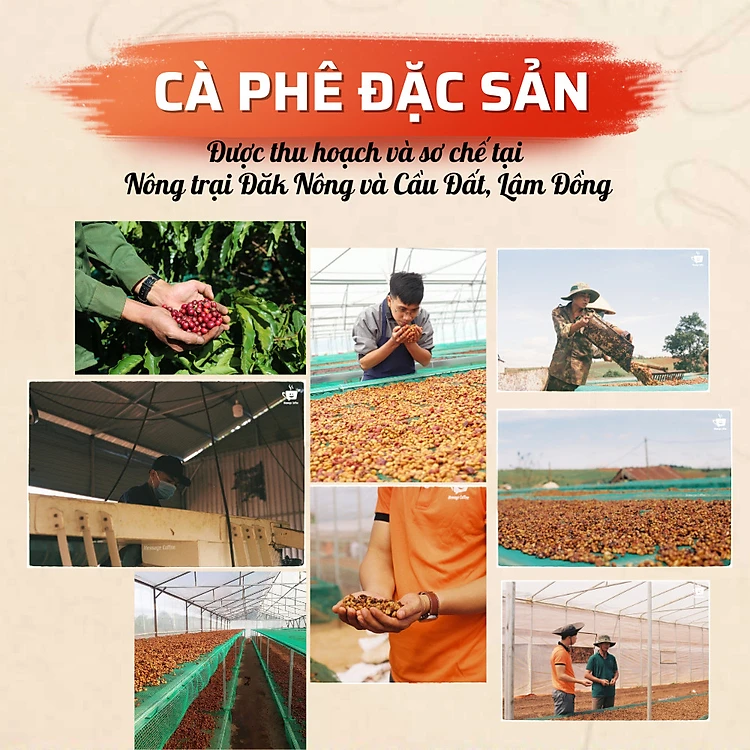 CÀ PHÊ ĐẶC SẢN
Được thu hoạch và sơ chế tại
Nông trại Đăk Nông và Cầu Đất, Lâm Đồng